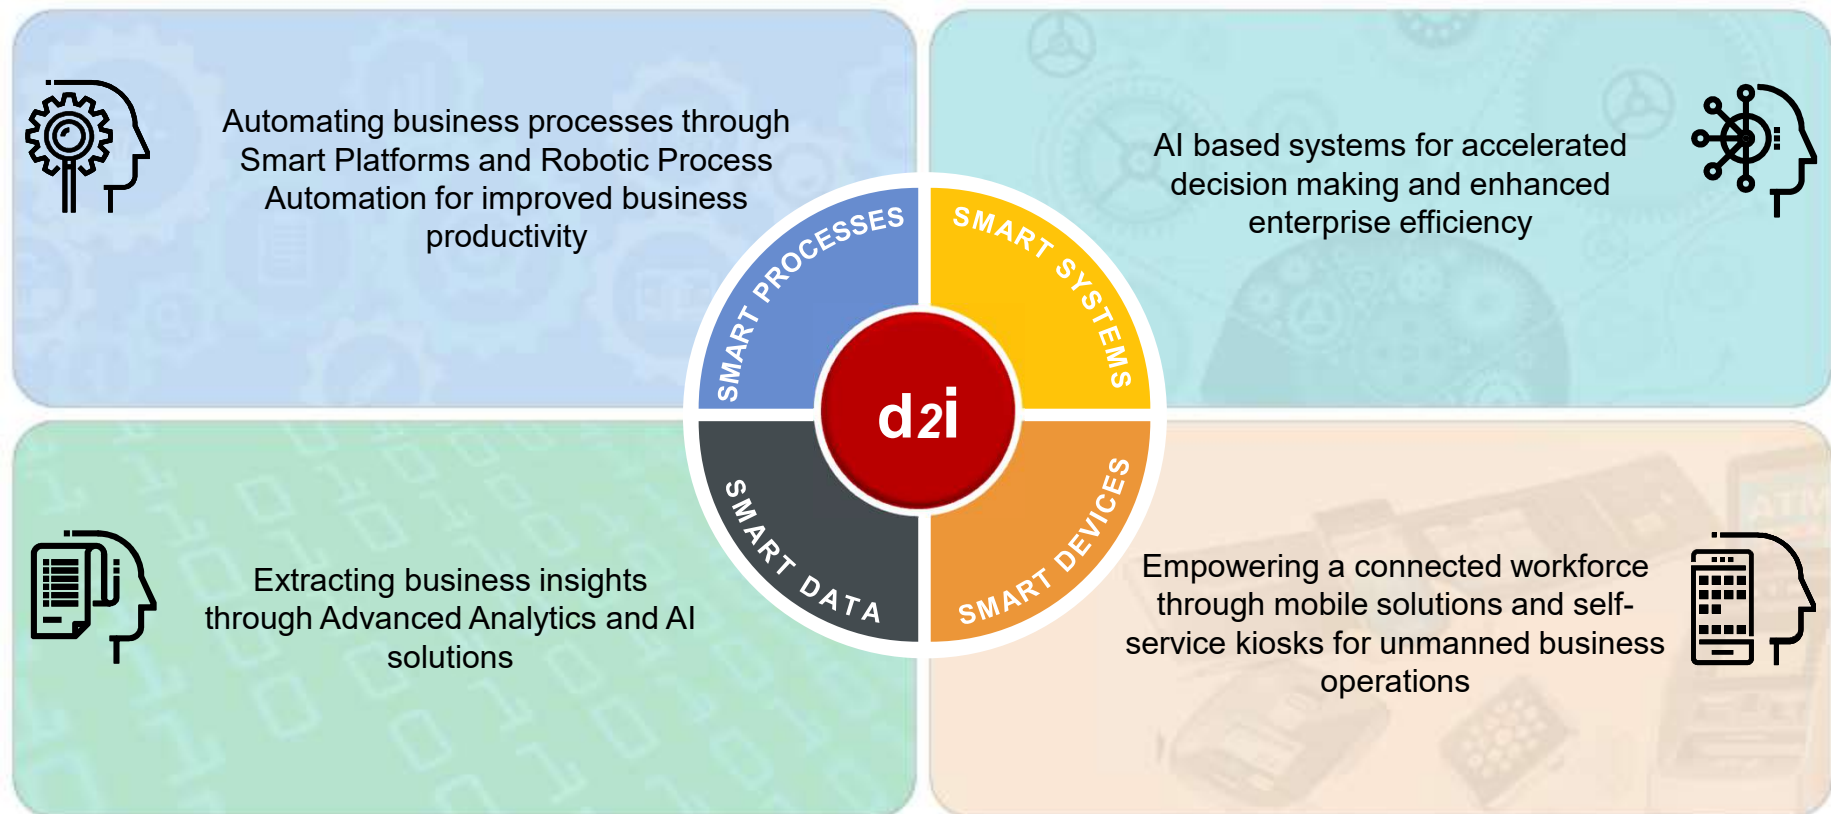 Automating business processes through
Smart Platforms and Robotic Process
Automation for improved business
productivity
AI based systems for accelerated
decision making and enhanced
enterprise efficiency
SMART PROCESSES
SMART SYSTEMS
d2i
SMART DATA
SMART DEVICES
Extracting business insights
through Advanced Analytics and AI
solutions
Empowering a connected workforce
through mobile solutions and self-
service kiosks for unmanned business
operations
ATM